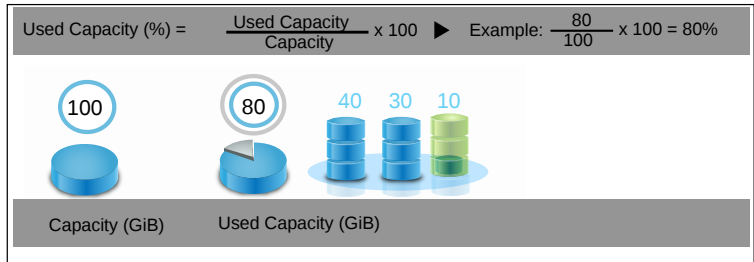 Used Capacity (%) = Used Capacity / Capacity x 100 ▶ Example: 80 / 100 x 100 = 80%
100 80 40 30 10
Capacity (GiB) Used Capacity (GiB)